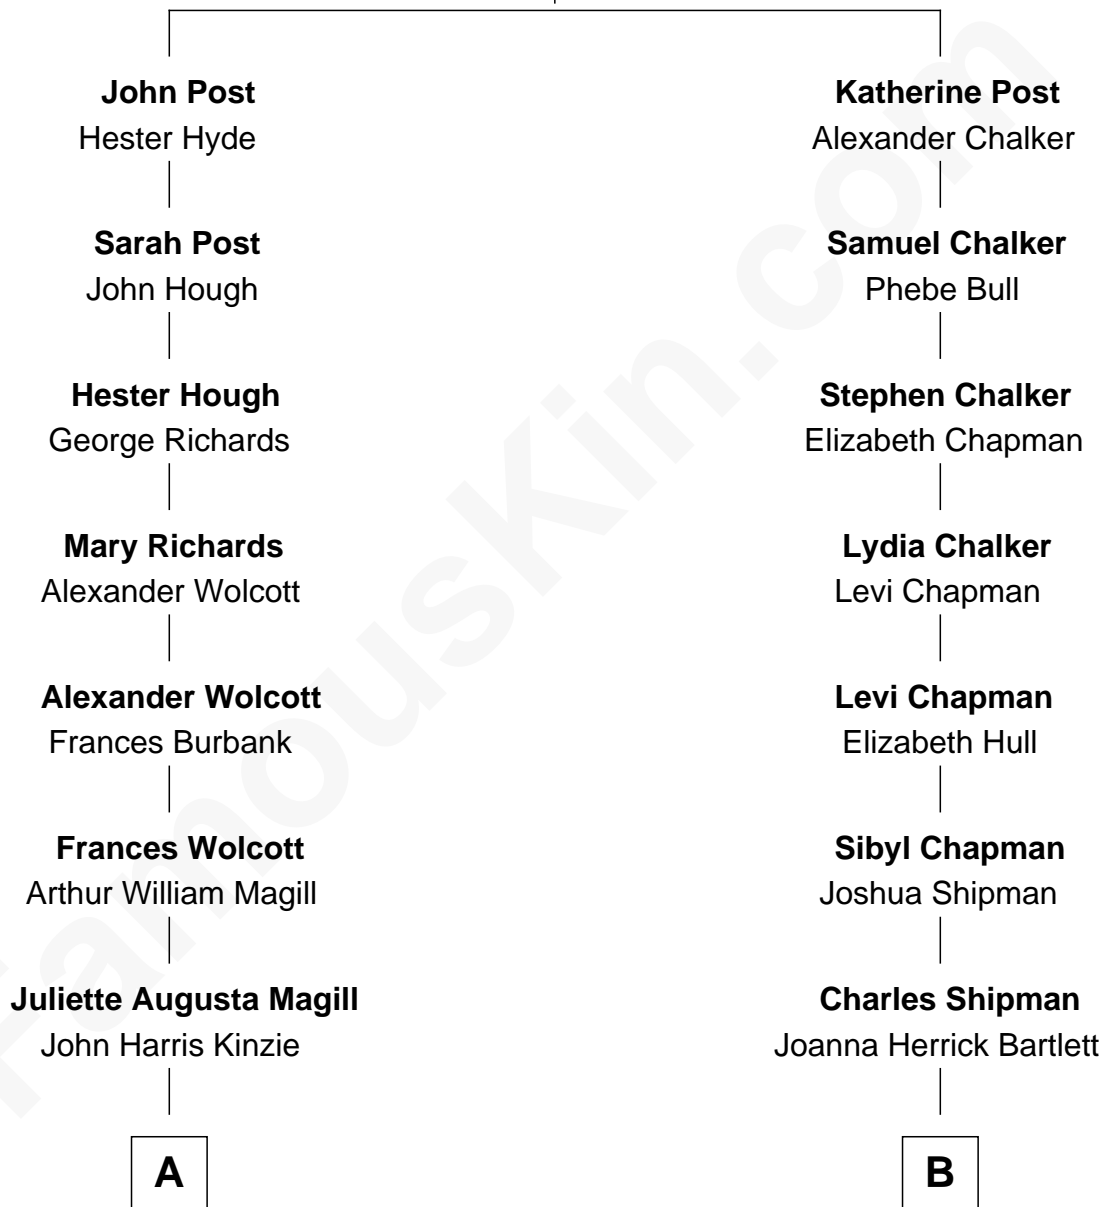 John Post
Hester Hyde
Sarah Post
John Hough
Hester Hough
George Richards
Mary Richards
Alexander Wolcott
Alexander Wolcott
Frances Burbank
Frances Wolcott
Arthur William Magill
Juliette Augusta Magill
John Harris Kinzie
A
Katherine Post
Alexander Chalker
Samuel Chalker
Phebe Bull
Stephen Chalker
Elizabeth Chapman
Lydia Chalker
Levi Chapman
Levi Chapman
Elizabeth Hull
Sibyl Chapman
Joshua Shipman
Charles Shipman
Joanna Herrick Bartlett
B
FamousKin.com